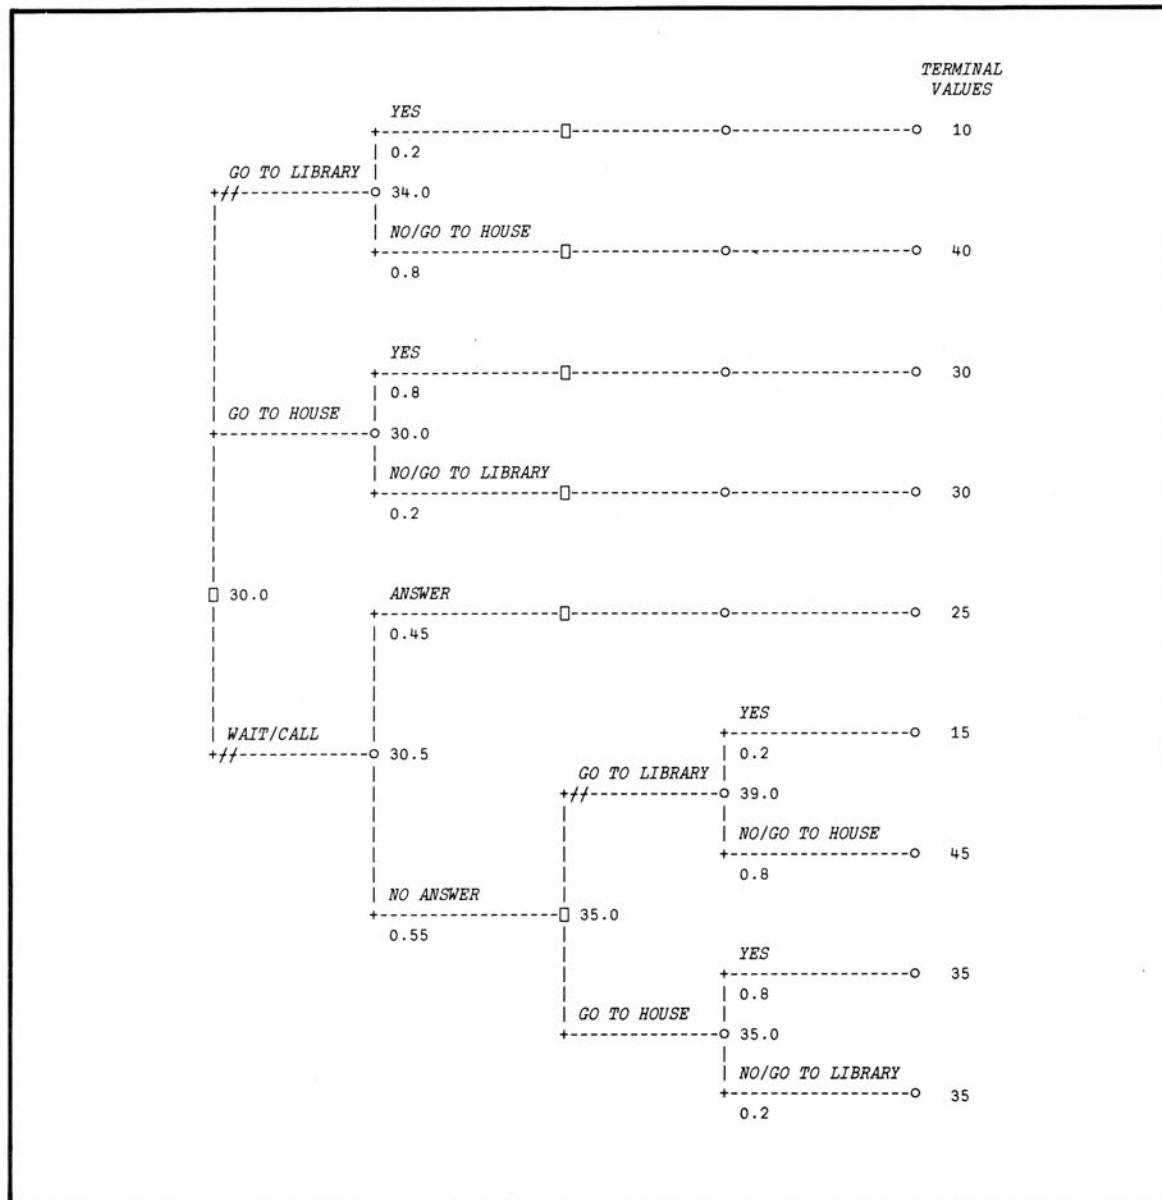 TERMINAL
VALUES
YES
10
0.2
GO TO LIBRARY
34.0
NO/GO TO HOUSE
40
0.8
YES
30
0.8
GO TO HOUSE
30.0
NO/GO TO LIBRARY
30
0.2
30.0
ANSWER
25
0.45
YES
WAIT/CALL
15
30.5
0.2
GO TO LIBRARY
39.0
NO/GO TO HOUSE
45
0.8
NO ANSWER
35.0
0.55
YES
35
0.8
GO TO HOUSE
35.0
NO/GO TO LIBRARY
35
0.2